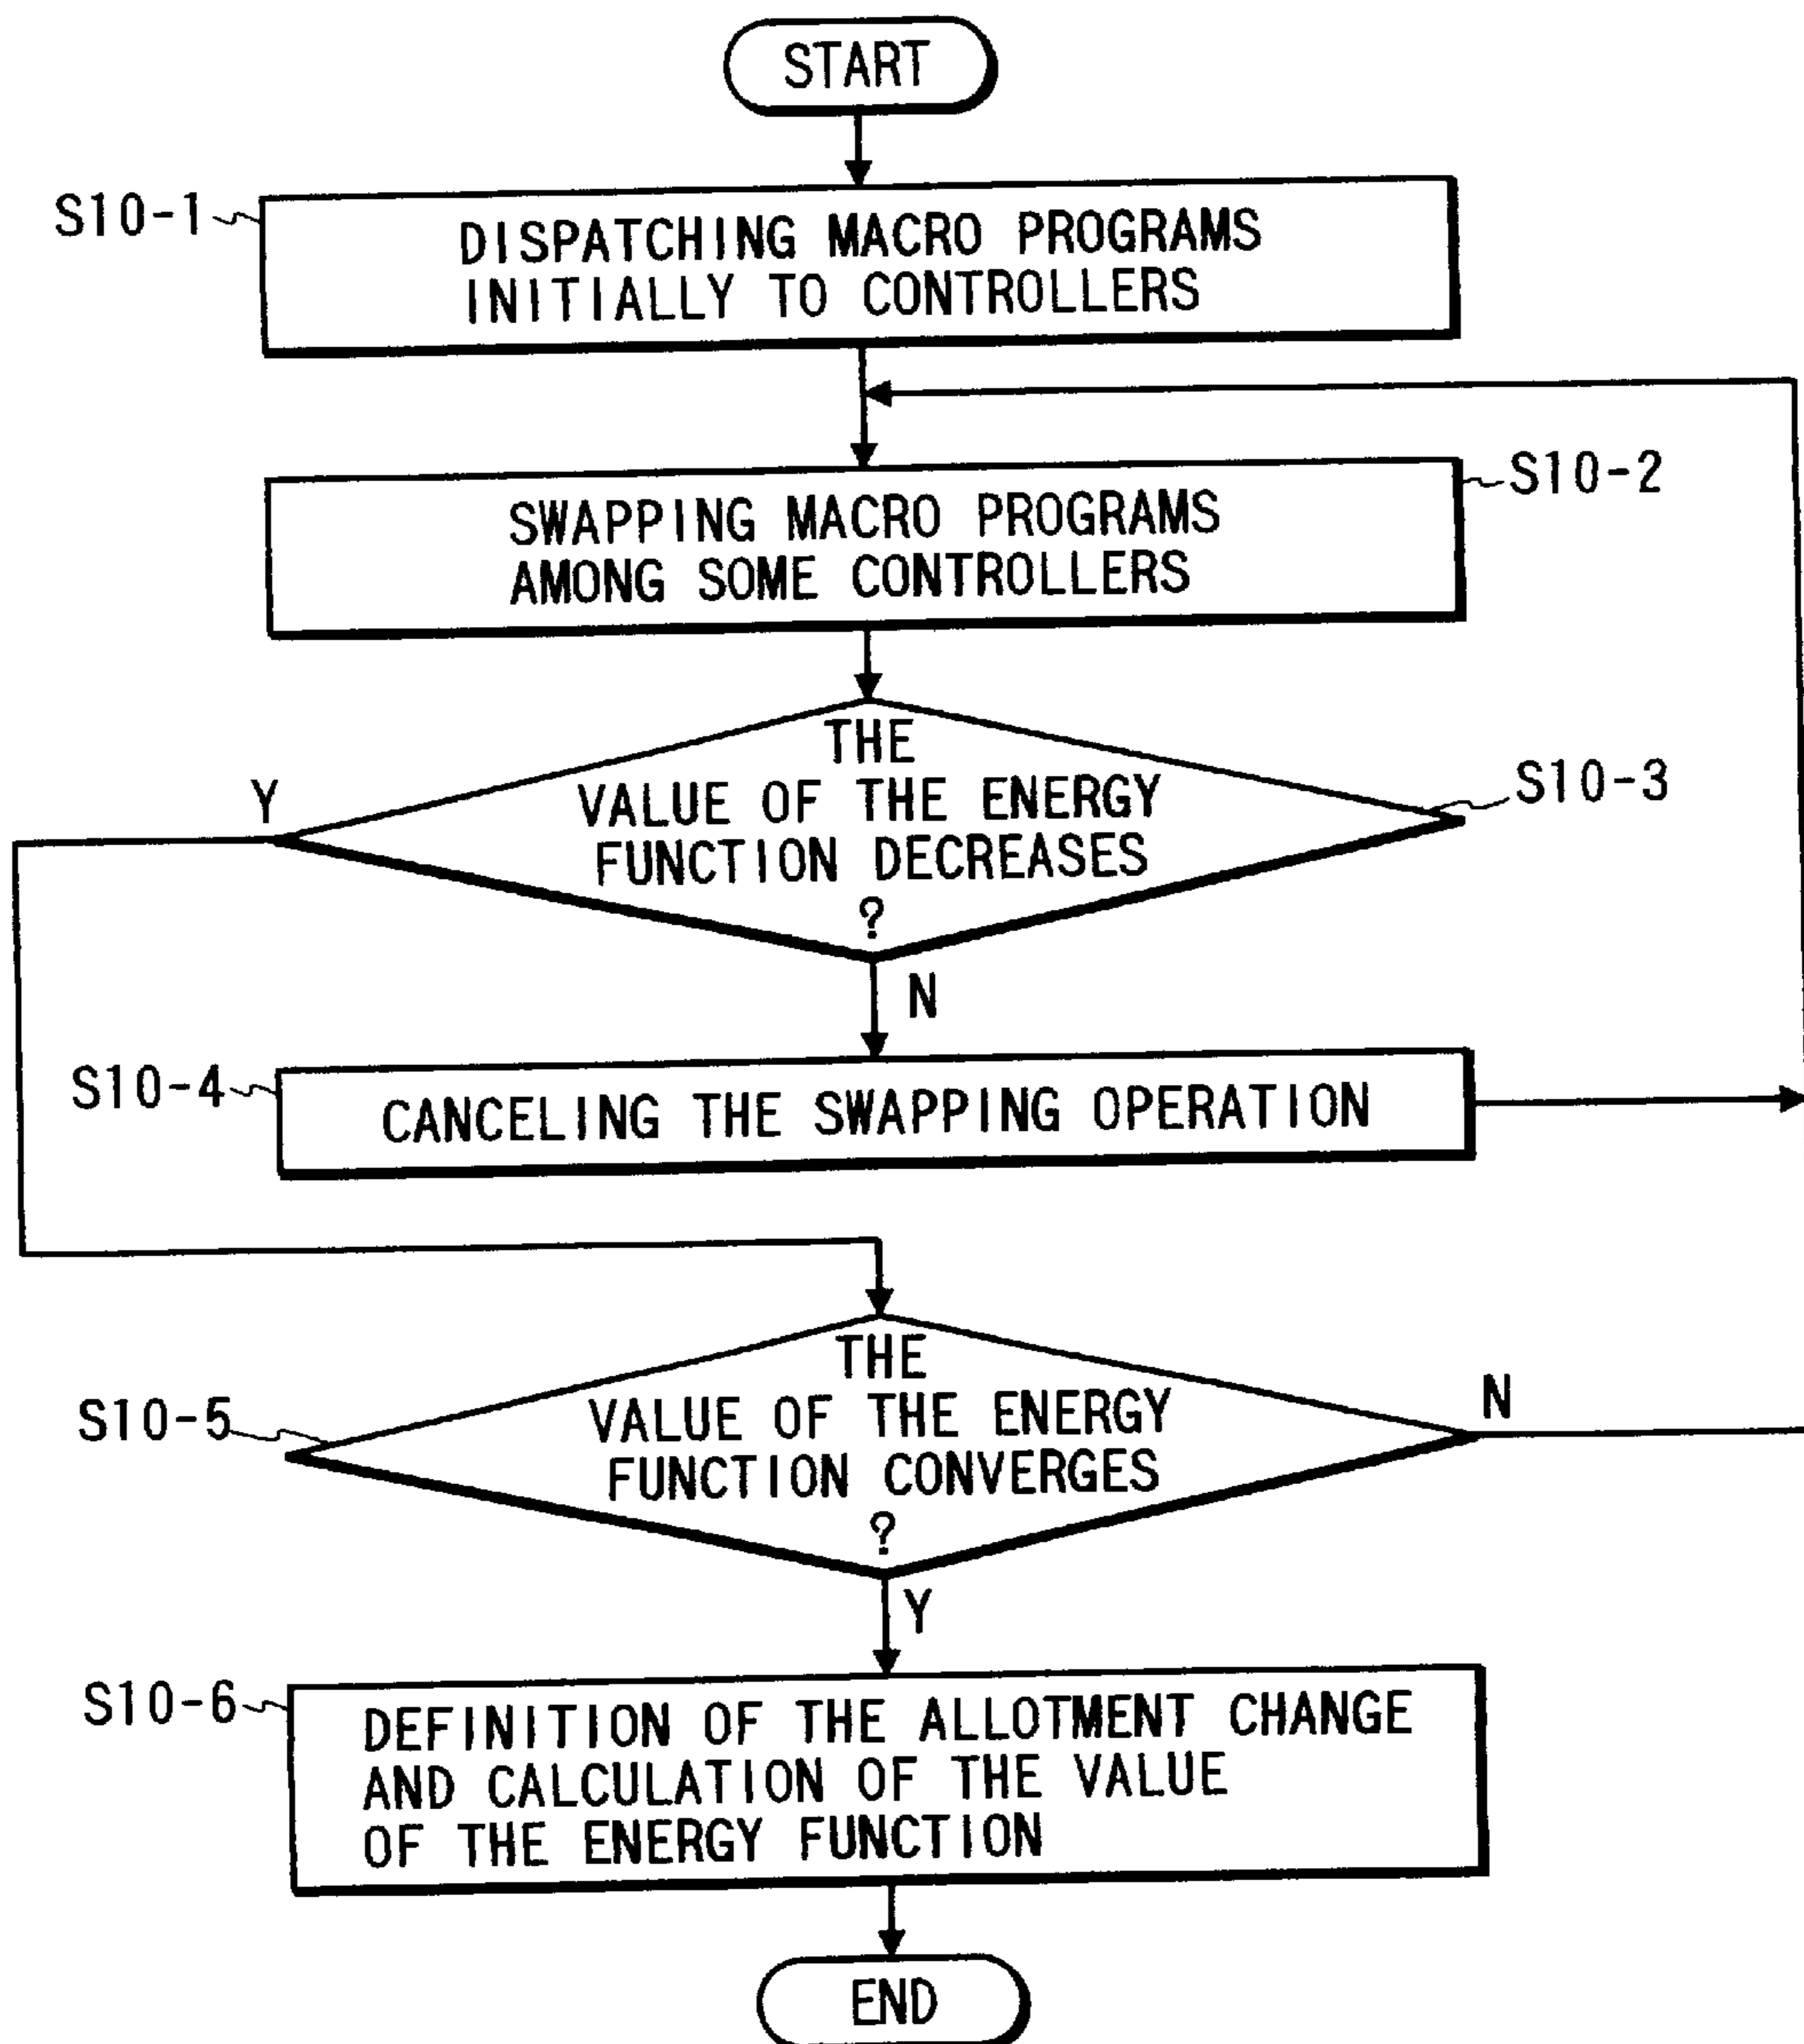 START
S10-1
DISPATCHING MACRO PROGRAMS
INITIALLY TO CONTROLLERS
S10-2
SWAPPING MACRO PROGRAMS
AMONG SOME CONTROLLERS
S10-3
THE
VALUE OF THE ENERGY
FUNCTION DECREASES
?
Y
N
S10-4
CANCELING THE SWAPPING OPERATION
S10-5
THE
VALUE OF THE ENERGY
FUNCTION CONVERGES
?
N
Y
S10-6
DEFINITION OF THE ALLOTMENT CHANGE
AND CALCULATION OF THE VALUE
OF THE ENERGY FUNCTION
END